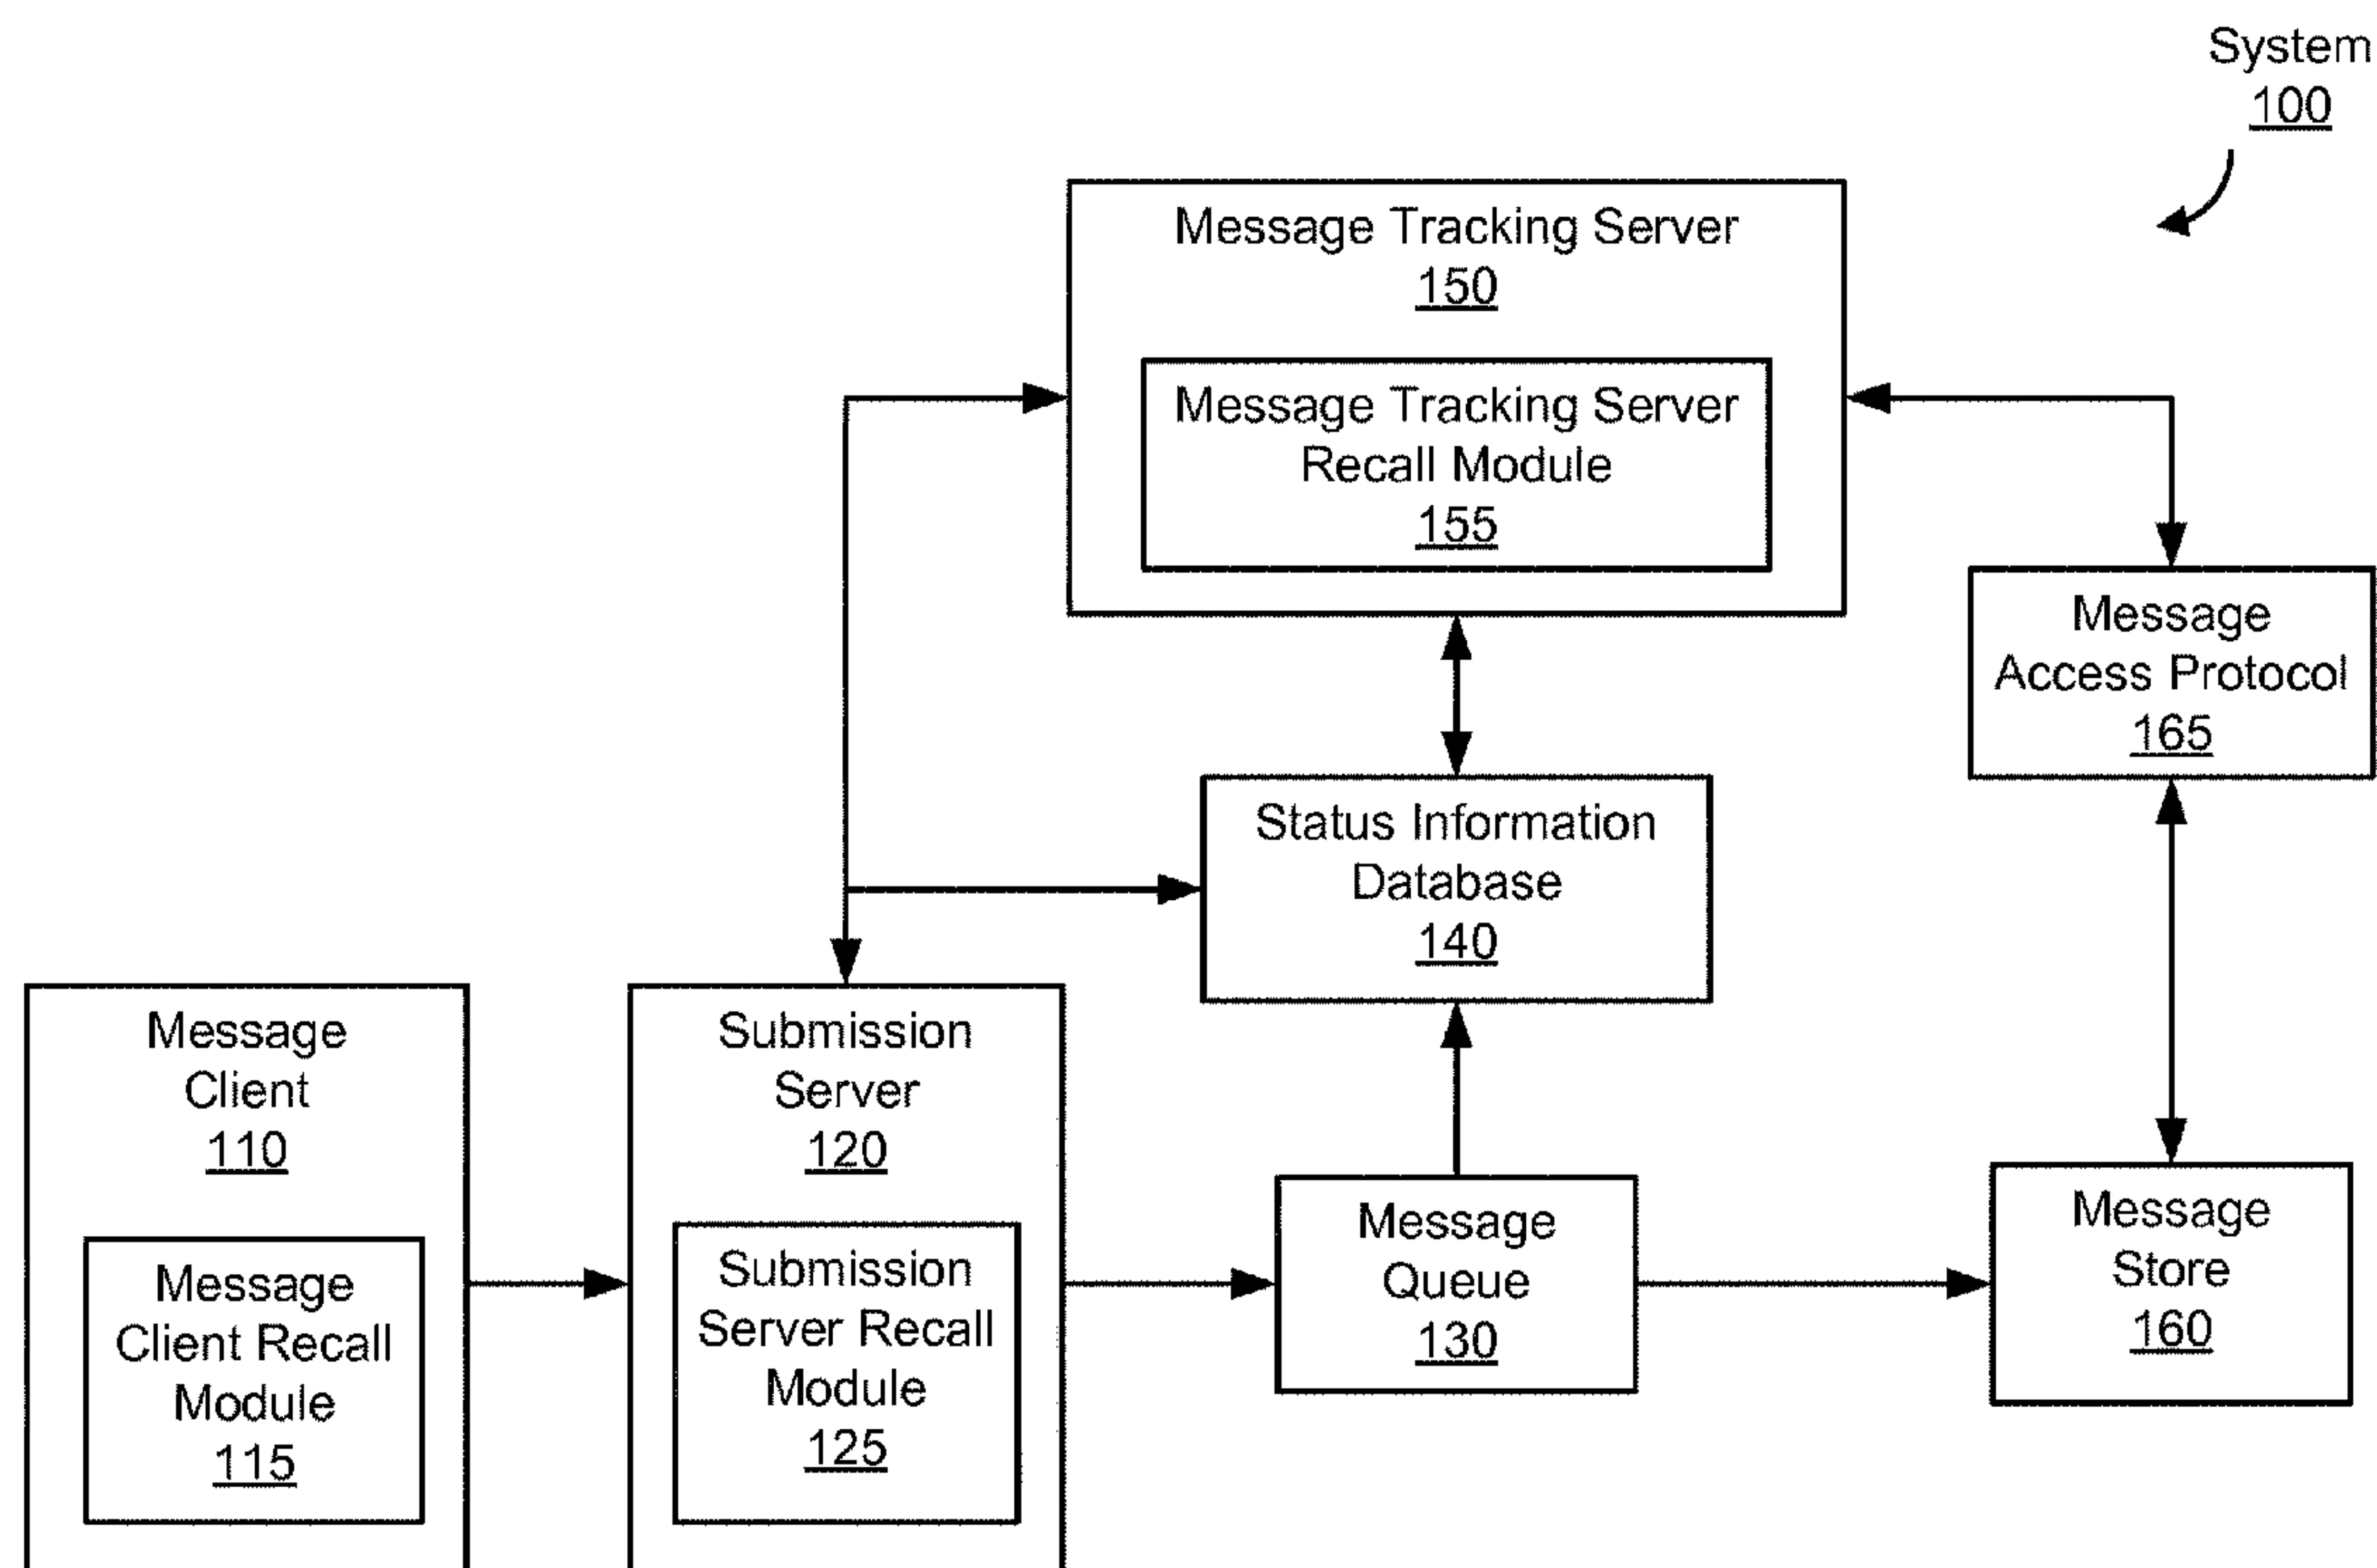 System
100
Message Tracking Server
150
Message Tracking Server
Recall Module
155
Message
Access Protocol
165
Status Information
Database
140
Message
Client
110
Message
Client Recall
Module
115
Submission
Server
120
Submission
Server Recall
Module
125
Message
Queue
130
Message
Store
160